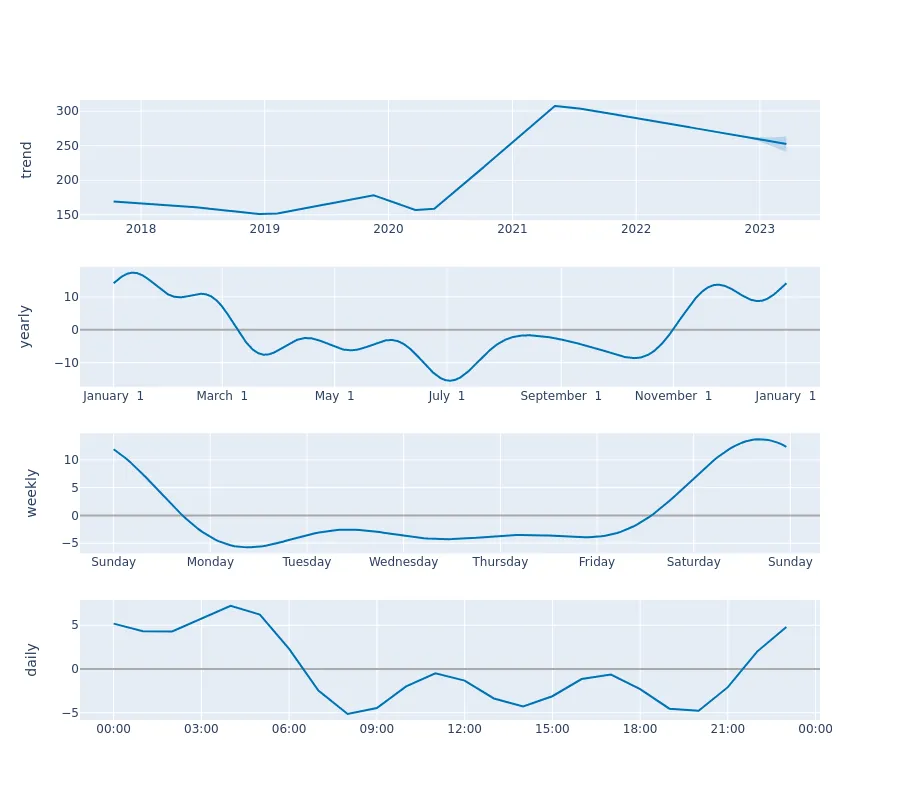 trend
300
250
200
150
2018 2019 2020 2021 2022 2023
yearly
10
0
−10
January 1 March 1 May 1 July 1 September 1 November 1 January 1
weekly
10
5
0
−5
Sunday Monday Tuesday Wednesday Thursday Friday Saturday Sunday
daily
5
0
−5
00:00 03:00 06:00 09:00 12:00 15:00 18:00 21:00 00:00